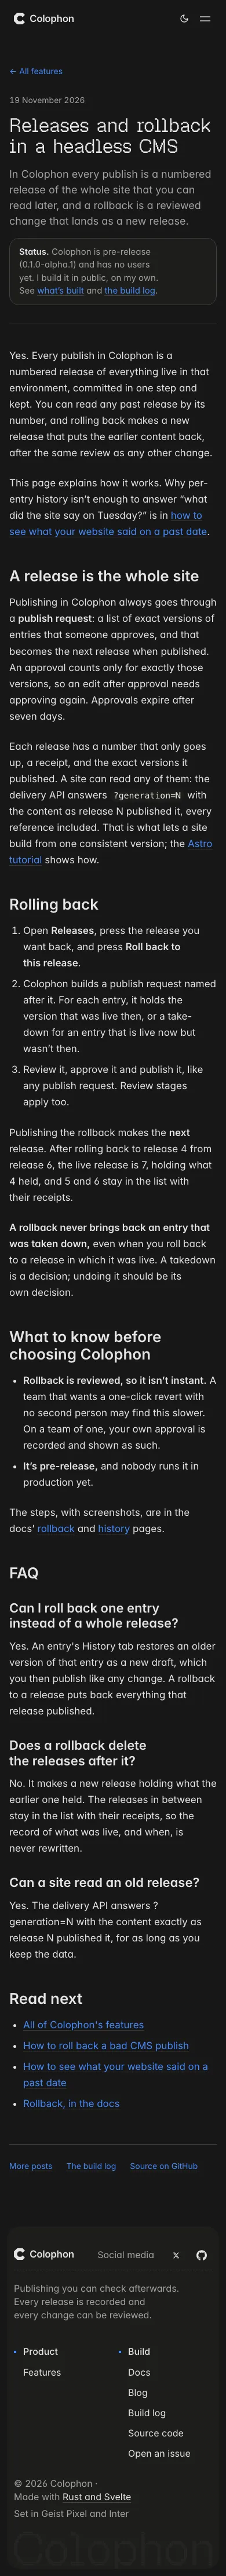 Colophon
← All features
19 November 2026
Releases and rollback
in a headless CMS
In Colophon every publish is a numbered
release of the whole site that you can
read later, and a rollback is a reviewed
change that lands as a new release.
Status. Colophon is pre-release
(0.1.0-alpha.1) and has no users
yet. I build it in public, on my own.
See what's built and the build log.
Yes. Every publish in Colophon is a
numbered release of everything live in that
environment, committed in one step and
kept. You can read any past release by its
number, and rolling back makes a new
release that puts the earlier content back,
after the same review as any other change.
This page explains how it works. Why per-
entry history isn't enough to answer “what
did the site say on Tuesday?” is in how to
see what your website said on a past date.
A release is the whole site
Publishing in Colophon always goes through
a publish request: a list of exact versions of
entries that someone approves, and that
becomes the next release when published.
An approval counts only for exactly those
versions, so an edit after approval needs
approving again. Approvals expire after
seven days.
Each release has a number that only goes
up, a receipt, and the exact versions it
published. A site can read any of them: the
delivery API answers ?generation=N with
the content as release N published it, every
reference included. That is what lets a site
build from one consistent version; the Astro
tutorial shows how.
Rolling back
1. Open Releases, press the release you
want back, and press Roll back to
this release.
2. Colophon builds a publish request named
after it. For each entry, it holds the
version that was live then, or a take-
down for an entry that is live now but
wasn't then.
3. Review it, approve it and publish it, like
any publish request. Review stages
apply too.
Publishing the rollback makes the next
release. After rolling back to release 4 from
release 6, the live release is 7, holding what
4 held, and 5 and 6 stay in the list with
their receipts.
A rollback never brings back an entry that
was taken down, even when you roll back
to a release in which it was live. A takedown
is a decision; undoing it should be its
own decision.
What to know before
choosing Colophon
• Rollback is reviewed, so it isn't instant. A
team that wants a one-click revert with
no second person may find this slower.
On a team of one, your own approval is
recorded and shown as such.
• It's pre-release, and nobody runs it in
production yet.
The steps, with screenshots, are in the
docs' rollback and history pages.
FAQ
Can I roll back one entry
instead of a whole release?
Yes. An entry's History tab restores an older
version of that entry as a new draft, which
you then publish like any change. A rollback
to a release puts back everything that
release published.
Does a rollback delete
the releases after it?
No. It makes a new release holding what the
earlier one held. The releases in between
stay in the list with their receipts, so the
record of what was live, and when, is
never rewritten.
Can a site read an old release?
Yes. The delivery API answers ?
generation=N with the content exactly as
release N published it, for as long as you
keep the data.
Read next
• All of Colophon's features
• How to roll back a bad CMS publish
• How to see what your website said on a
past date
• Rollback, in the docs
More posts The build log Source on GitHub
Colophon Social media
Publishing you can check afterwards.
Every release is recorded and
every change can be reviewed.
Product
Features
Build
Docs
Blog
Build log
Source code
Open an issue
© 2026 Colophon ·
Made with Rust and Svelte
Set in Geist Pixel and Inter
Colophon